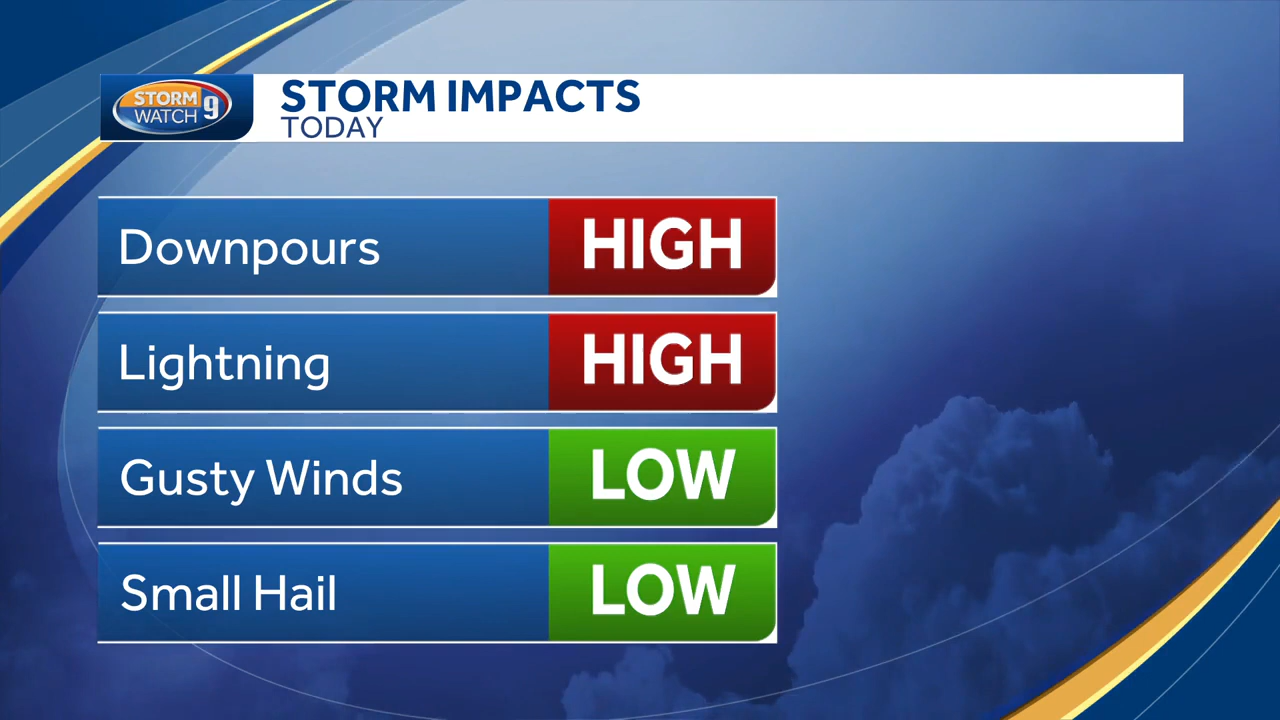 STORM
WATCH 9
STORM IMPACTS
TODAY
Downpours HIGH
Lightning HIGH
Gusty Winds LOW
Small Hail LOW